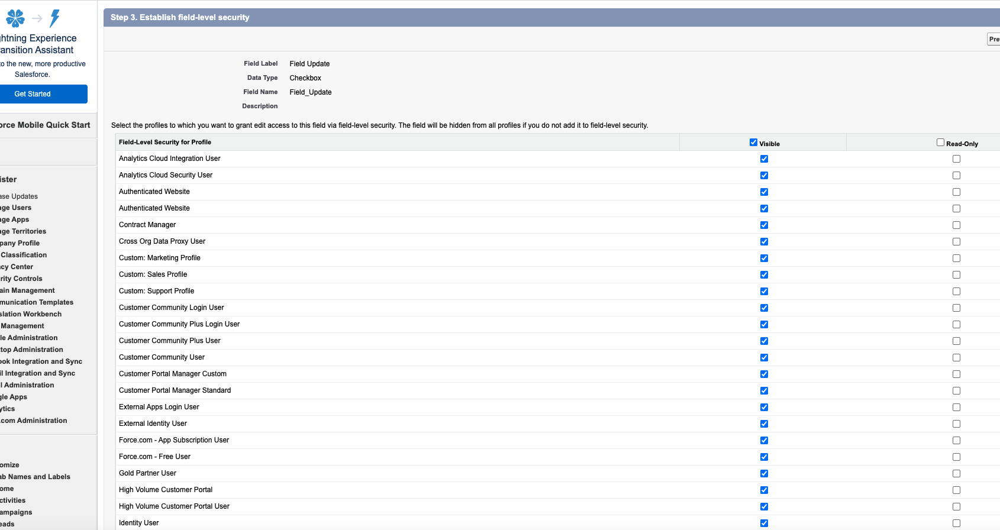 htning Experience
ansition Assistant
o the new, more productive
Salesforce.
Get Started
orce Mobile Quick Start
ister
ase Updates
age Users
age Apps
age Territories
pany Profile
Classification
acy Center
rity Controls
ain Management
munication Templates
slation Workbench
Management
le Administration
top Administration
ook Integration and Sync
il Integration and Sync
l Administration
gle Apps
ytics
.com Administration
omize
ab Names and Labels
ome
ctivities
ampaigns
eads
Step 3. Establish field-level security
Pre
Field Label Field Update
Data Type Checkbox
Field Name Field_Update
Description
Select the profiles to which you want to grant edit access to this field via field-level security. The field will be hidden from all profiles if you do not add it to field-level security.
Field-Level Security for Profile Visible Read-Only
Analytics Cloud Integration User
Analytics Cloud Security User
Authenticated Website
Authenticated Website
Contract Manager
Cross Org Data Proxy User
Custom: Marketing Profile
Custom: Sales Profile
Custom: Support Profile
Customer Community Login User
Customer Community Plus Login User
Customer Community Plus User
Customer Community User
Customer Portal Manager Custom
Customer Portal Manager Standard
External Apps Login User
External Identity User
Force.com - App Subscription User
Force.com - Free User
Gold Partner User
High Volume Customer Portal
High Volume Customer Portal User
Identity User